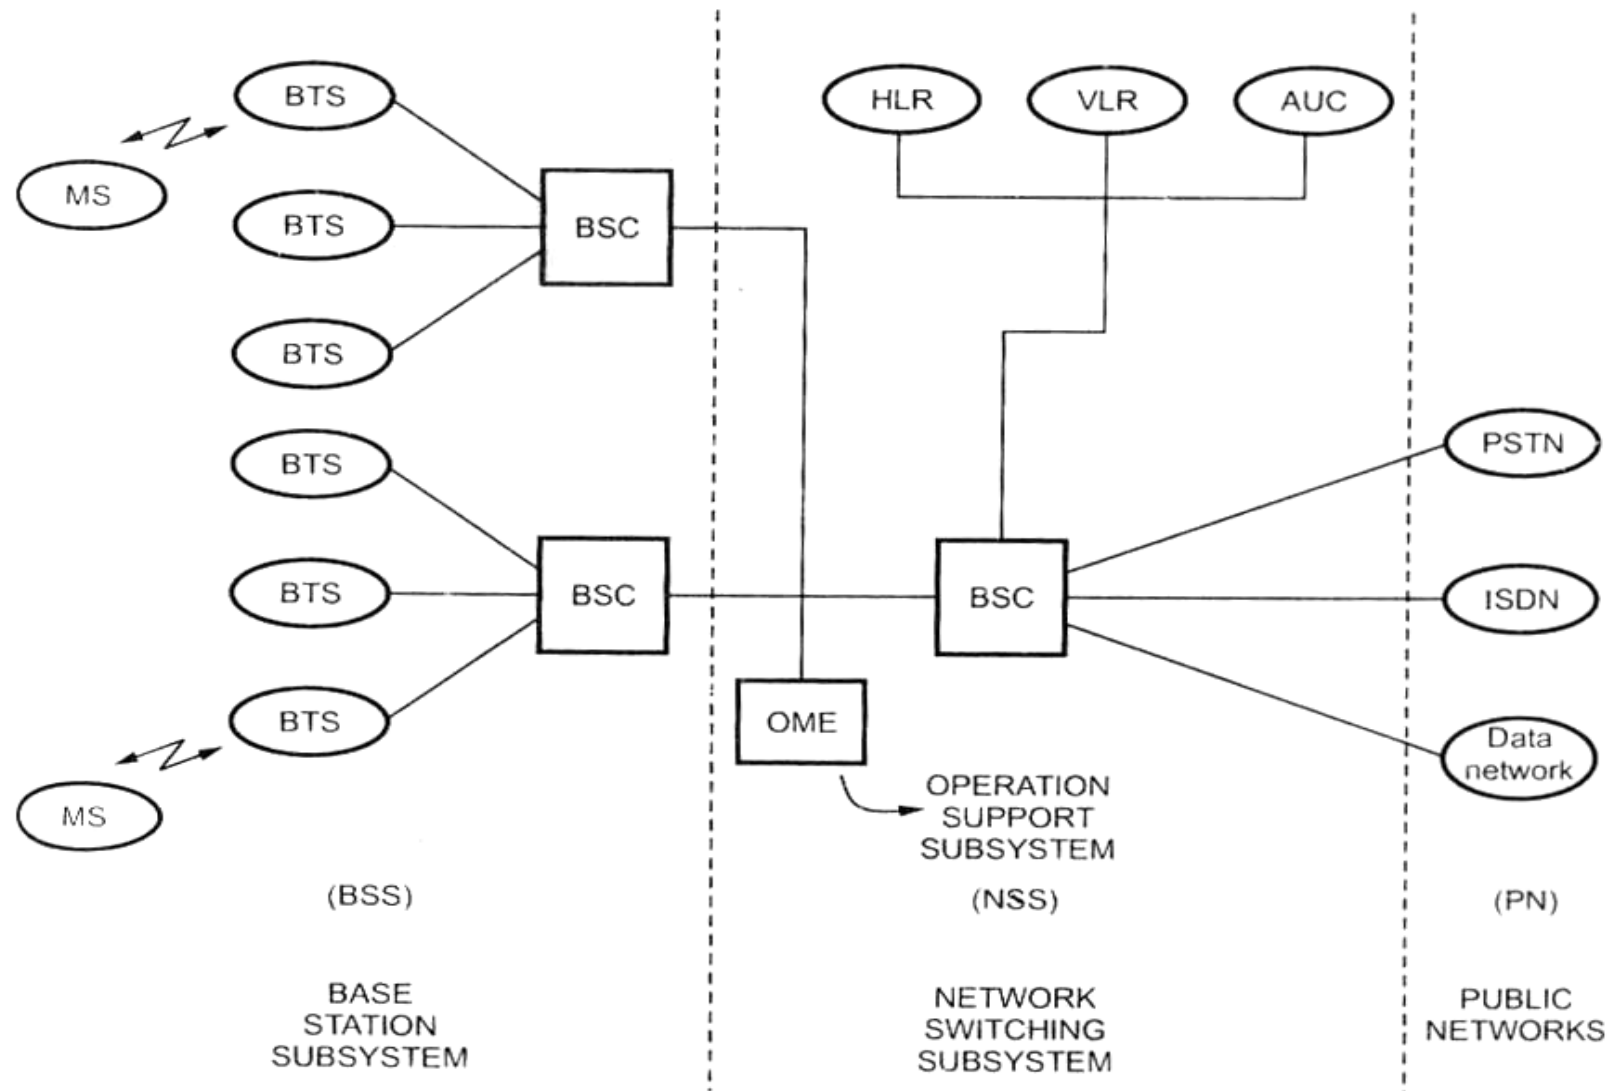 BTS
HLR
VLR
AUC
MS
BTS
BSC
BTS
BTS
PSTN
BTS
BSC
BSC
ISDN
BTS
OME
Data
network
MS
OPERATION
SUPPORT
SUBSYSTEM
(BSS)
(NSS)
(PN)
BASE
STATION
SUBSYSTEM
NETWORK
SWITCHING
SUBSYSTEM
PUBLIC
NETWORKS